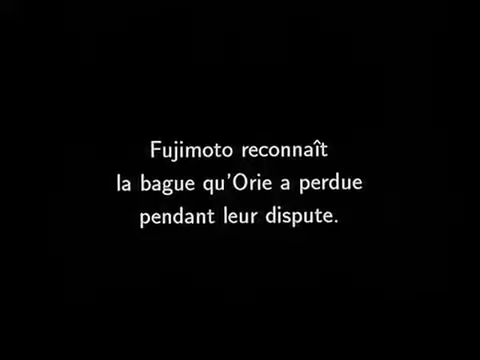 Fujimoto reconnaît
la bague qu'Orie a perdue
pendant leur dispute.